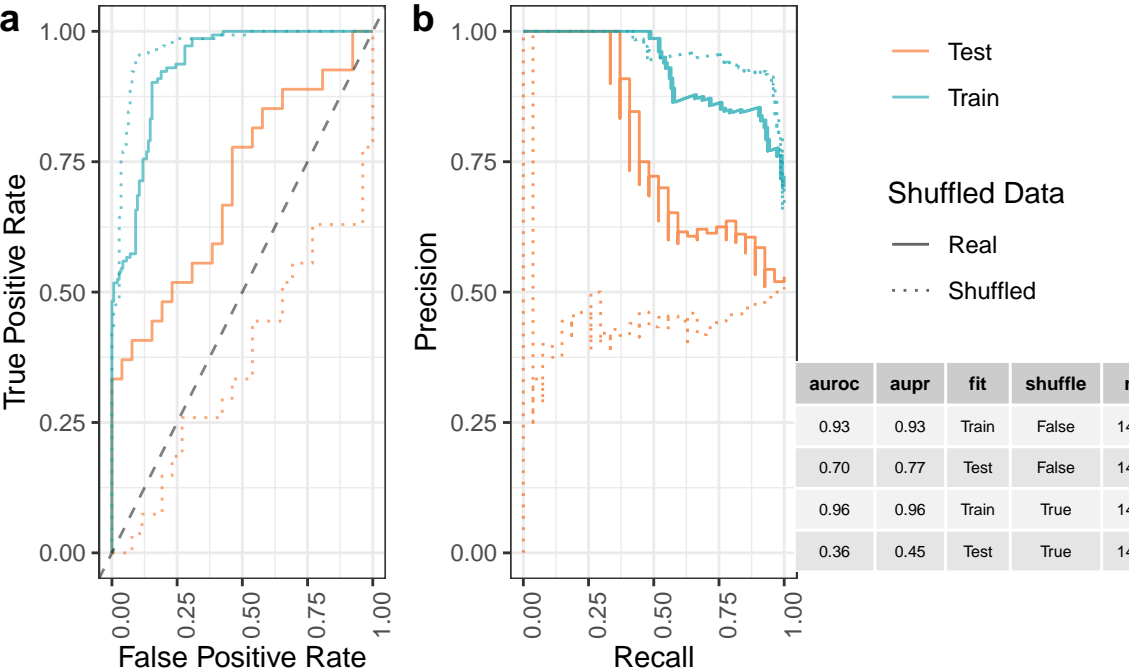 a
True Positive Rate
1.00
0.75
0.50
0.25
0.00
0.00
0.25
0.50
0.75
1.00
False Positive Rate
b
Precision
1.00
0.75
0.50
0.25
0.00
0.00
0.25
0.50
0.75
1.00
Recall
Test
Train
Shuffled Data
Real
Shuffled
auroc aupr fit shuffle
0.93 0.93 Train False 14
0.70 0.77 Test False 14
0.96 0.96 Train True 14
0.36 0.45 Test True 14